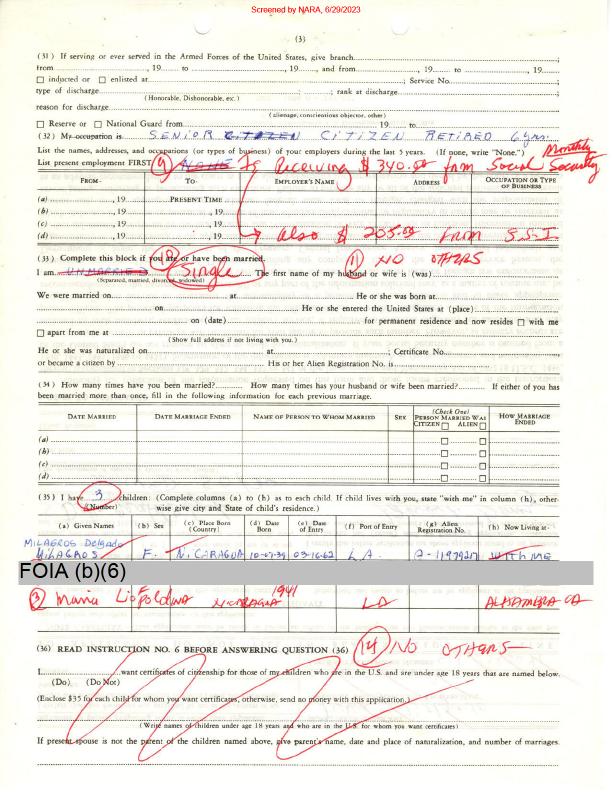 Screened by NARA, 6/29/2023
(3)
(31) If serving or ever served in the Armed Forces of the United States, give branch
from , 19 to , 19 , and from , 19 to , 19
☐ inducted or ☐ enlisted at ; Service No.
type of discharge ; rank at discharge
(Honorable, Dishonorable, etc.)
reason for discharge
(alienage, conscientious objector, other)
☐ Reserve or ☐ National Guard from 19 to
(32) My occupation is SENIOR CITAZEN CITIZEN RETIRED 6 yrs.
List the names, addresses, and occupations (or types of business) of your employers during the last 5 years. (If none, write "None.") Monthly
List present employment FIRST. (9) NONE Is Receiving $340.00 from Social Security
FROM- TO- EMPLOYER'S NAME ADDRESS OCCUPATION OR TYPE OF BUSINESS
(a) , 19 PRESENT TIME
(b) , 19 , 19
(c) , 19 , 19
(d) , 19 , 19 Also $ 205.00 FROM S.S.I.
(33) Complete this block if you are or have been married. (11) NO OTHERS
I am UNMARRIED Single The first name of my husband or wife is (was)
(Separated, married, divorced, widowed)
We were married on at He or she was born at
on He or she entered the United States at (place)
on (date) for permanent residence and now resides ☐ with me
☐ apart from me at
(Show full address if not living with you.)
He or she was naturalized on at ; Certificate No.
or became a citizen by His or her Alien Registration No. is
(34) How many times have you been married? How many times has your husband or wife been married? If either of you has
been married more than once, fill in the following information for each previous marriage.
DATE MARRIED DATE MARRIAGE ENDED NAME OF PERSON TO WHOM MARRIED SEX (Check One) PERSON MARRIED WAS CITIZEN ☐ ALIEN ☐ HOW MARRIAGE ENDED
(a) ☐ ☐
(b) ☐ ☐
(c) ☐ ☐
(d) ☐ ☐
(35) I have 3 children: (Complete columns (a) to (h) as to each child. If child lives with you, state "with me" in column (h), other-
(Number) wise give city and State of child's residence.)
(a) Given Names (b) Sex (c) Place Born (Country) (d) Date Born (e) Date of Entry (f) Port of Entry (g) Alien Registration No. (h) Now Living at-
MILAGROS Delgado
MILAGROS F. NICARAGUA 10-07-39 03-16-62 LA A-11979217 WITH ME
FOIA (b)(6)
(3) Maria NICARAGUA 1941 LA ALHAMBRA CA
(36) READ INSTRUCTION NO. 6 BEFORE ANSWERING QUESTION (36) (14) NO OTHERS
I want certificates of citizenship for those of my children who are in the U.S. and are under age 18 years that are named below.
(Do) (Do Not)
(Enclose $35 for each child for whom you want certificates, otherwise, send no money with this application.)
(Write names of children under age 18 years and who are in the U.S. for whom you want certificates)
If present spouse is not the parent of the children named above, give parent's name, date and place of naturalization, and number of marriages.